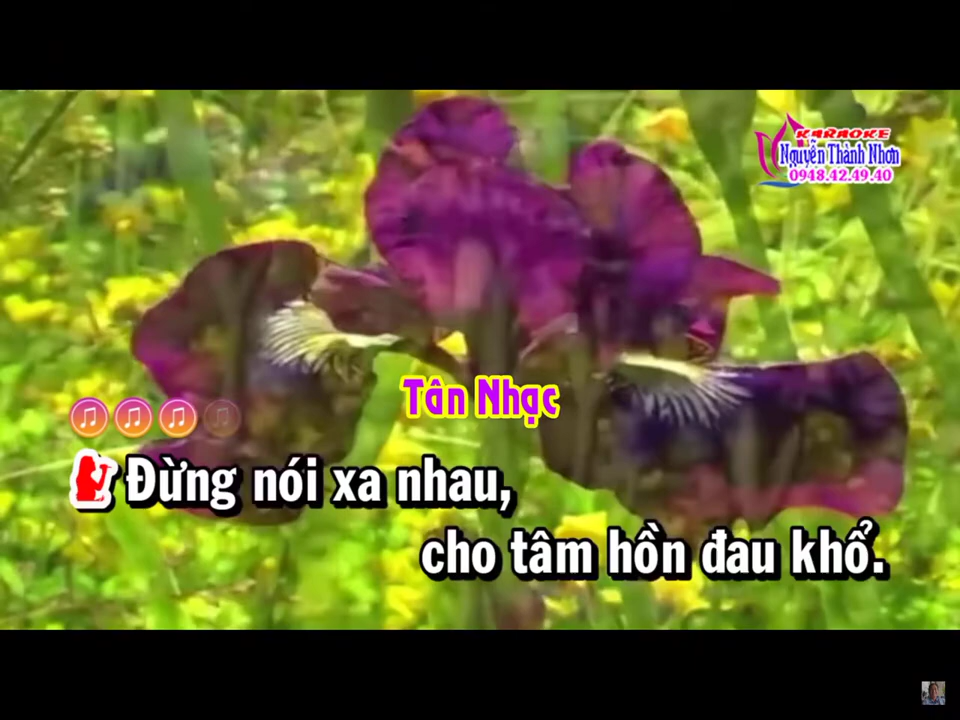 KARAOKE
Nguyễn Thành Nhơn
0948.42.49.40
Tân Nhạc
Đừng nói xa nhau,
cho tâm hồn đau khổ.